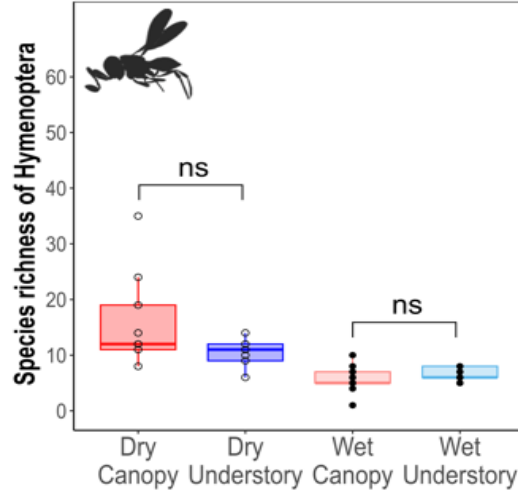 Species richness of Hymenoptera
60
50
40
30
20
10
0
ns
ns
Dry Canopy
Dry Understory
Wet Canopy
Wet Understory